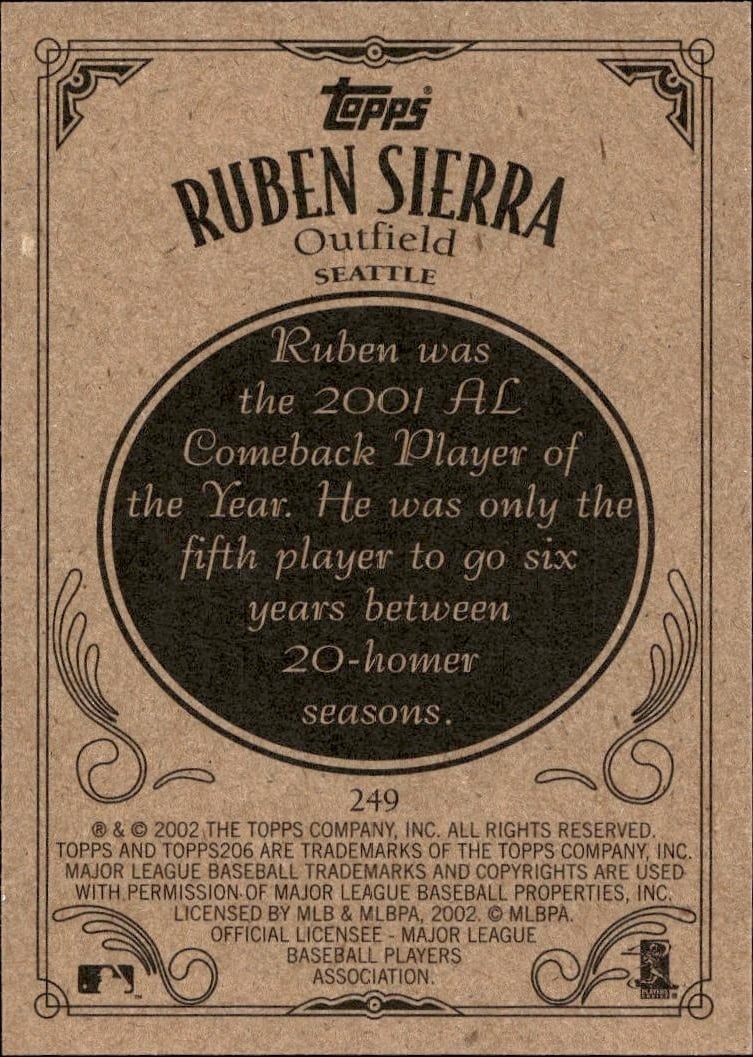 Topps®
RUBEN SIERRA
Outfield
SEATTLE
Ruben was
the 2001 AL
Comeback Player of
the Year. He was only the
fifth player to go six
years between
20-homer
seasons.
249
® & © 2002 THE TOPPS COMPANY, INC. ALL RIGHTS RESERVED.
TOPPS AND TOPPS206 ARE TRADEMARKS OF THE TOPPS COMPANY, INC.
MAJOR LEAGUE BASEBALL TRADEMARKS AND COPYRIGHTS ARE USED
WITH PERMISSION OF MAJOR LEAGUE BASEBALL PROPERTIES, INC.
LICENSED BY MLB & MLBPA, 2002. © MLBPA.
OFFICIAL LICENSEE - MAJOR LEAGUE
BASEBALL PLAYERS
ASSOCIATION.
™
PLAYERS
CHOICE ®